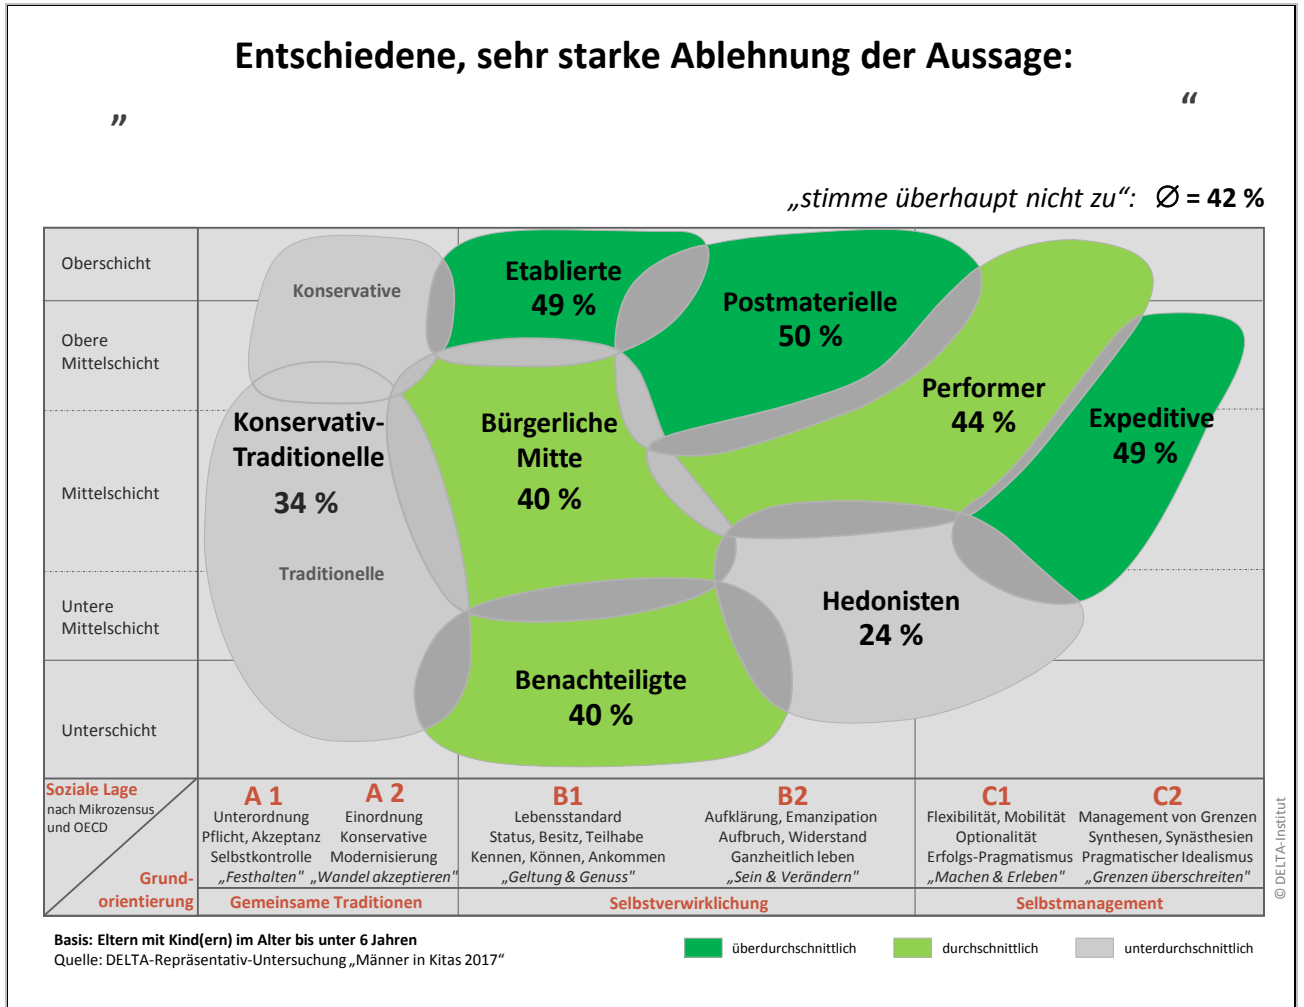 Entschiedene, sehr starke Ablehnung der Aussage:
„
“
„stimme überhaupt nicht zu“: ∅ = 42 %
Oberschicht
Obere
Mittelschicht
Mittelschicht
Untere
Mittelschicht
Unterschicht
Konservative
Etablierte
49 %
Postmaterielle
50 %
Performer
44 %
Expeditive
49 %
Konservativ-
Traditionelle
34 %
Traditionelle
Bürgerliche
Mitte
40 %
Hedonisten
24 %
Benachteiligte
40 %
Soziale Lage
nach Mikrozensus
und OECD
Grund-
orientierung
A 1
Unterordnung
Pflicht, Akzeptanz
Selbstkontrolle
„Festhalten"
A 2
Einordnung
Konservative
Modernisierung
„Wandel akzeptieren"
B1
Lebensstandard
Status, Besitz, Teilhabe
Kennen, Können, Ankommen
„Geltung & Genuss"
B2
Aufklärung, Emanzipation
Aufbruch, Widerstand
Ganzheitlich leben
„Sein & Verändern"
C1
Flexibilität, Mobilität
Optionalität
Erfolgs-Pragmatismus
„Machen & Erleben"
C2
Management von Grenzen
Synthesen, Synästhesien
Pragmatischer Idealismus
„Grenzen überschreiten"
Gemeinsame Traditionen
Selbstverwirklichung
Selbstmanagement
© DELTA-Institut
Basis: Eltern mit Kind(ern) im Alter bis unter 6 Jahren
Quelle: DELTA-Repräsentativ-Untersuchung „Männer in Kitas 2017“
überdurchschnittlich
durchschnittlich
unterdurchschnittlich